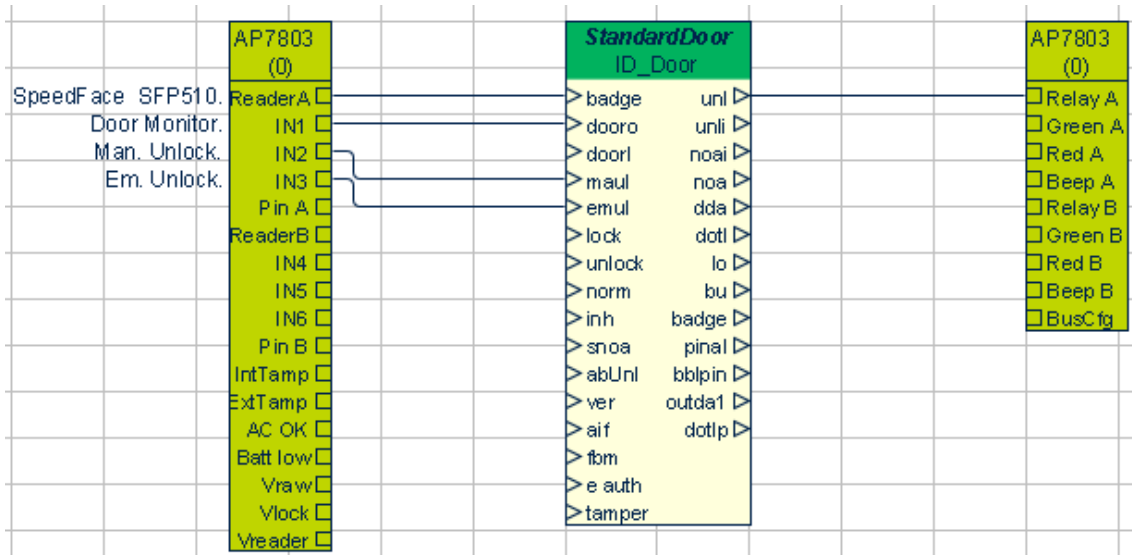 AP7803
(0)
SpeedFace SFP510.
Door Monitor.
Man. Unlock.
Em. Unlock.
ReaderA
IN1
IN2
IN3
Pin A
ReaderB
IN4
IN5
IN6
Pin B
IntTamp
ExtTamp
AC OK
Batt low
Vraw
Vlock
Vreader
StandardDoor
ID_Door
badge unl
dooro unli
doorl noai
maul noa
emul dda
lock dotl
unlock lo
norm bu
inh badge
snoa pinal
abUnl bblpin
ver outda1
aif dotlp
fbm
e auth
tamper
AP7803
(0)
Relay A
Green A
Red A
Beep A
Relay B
Green B
Red B
Beep B
BusCfg